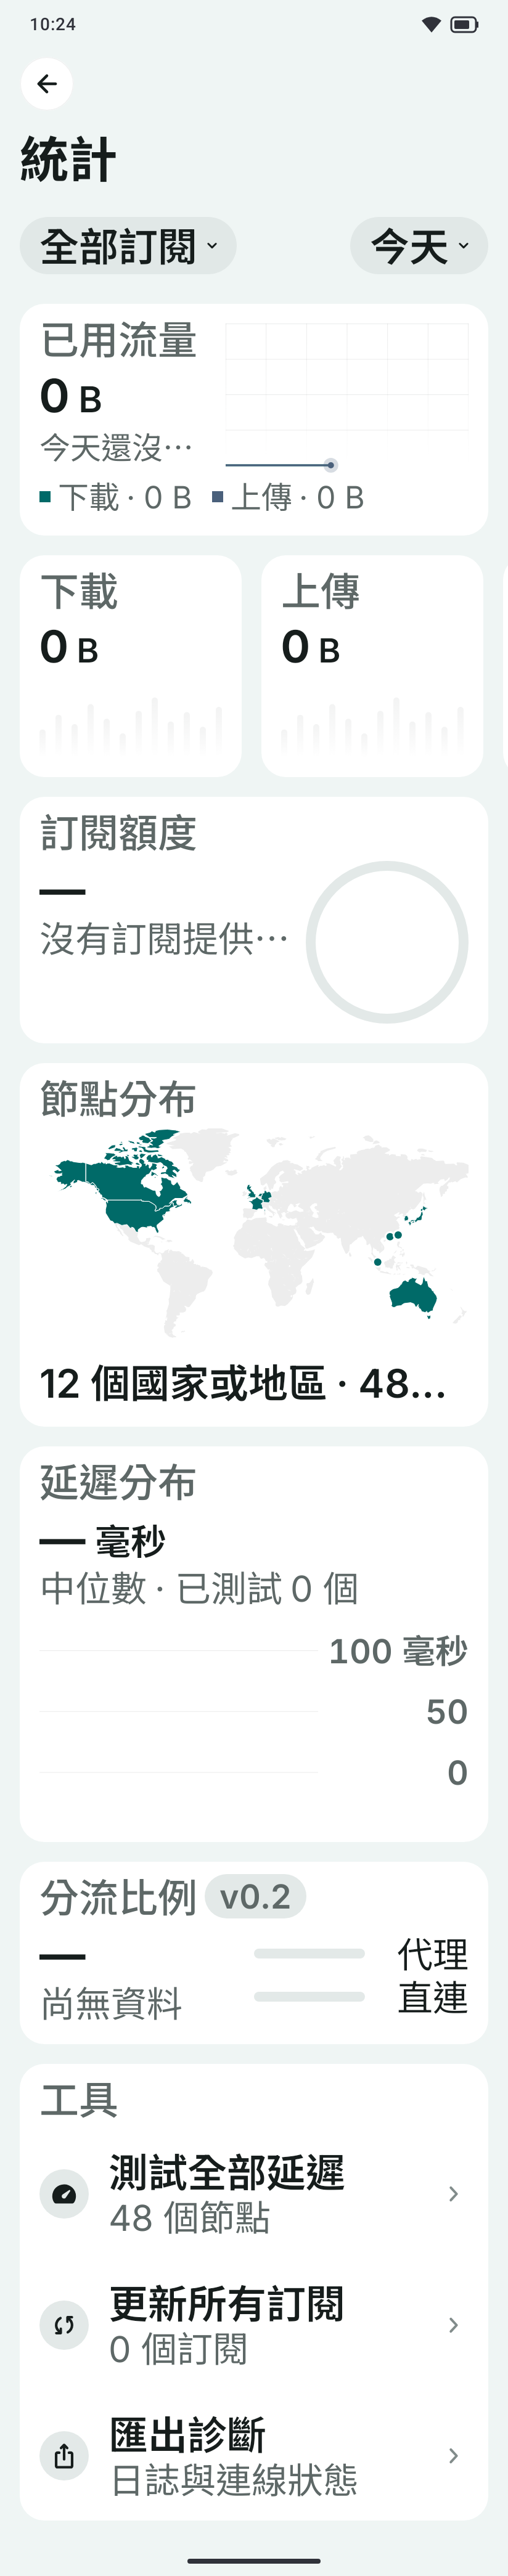 10:24
統計
全部訂閱
今天
已用流量
0 B
今天還沒…
下載 · 0 B
上傳 · 0 B
下載
0 B
上傳
0 B
訂閱額度
—
沒有訂閱提供…
節點分布
12 個國家或地區 · 48…
延遲分布
— 毫秒
中位數 · 已測試 0 個
100 毫秒
50
0
分流比例 v0.2
—
尚無資料
代理
直連
工具
測試全部延遲
48 個節點
更新所有訂閱
0 個訂閱
匯出診斷
日誌與連線狀態